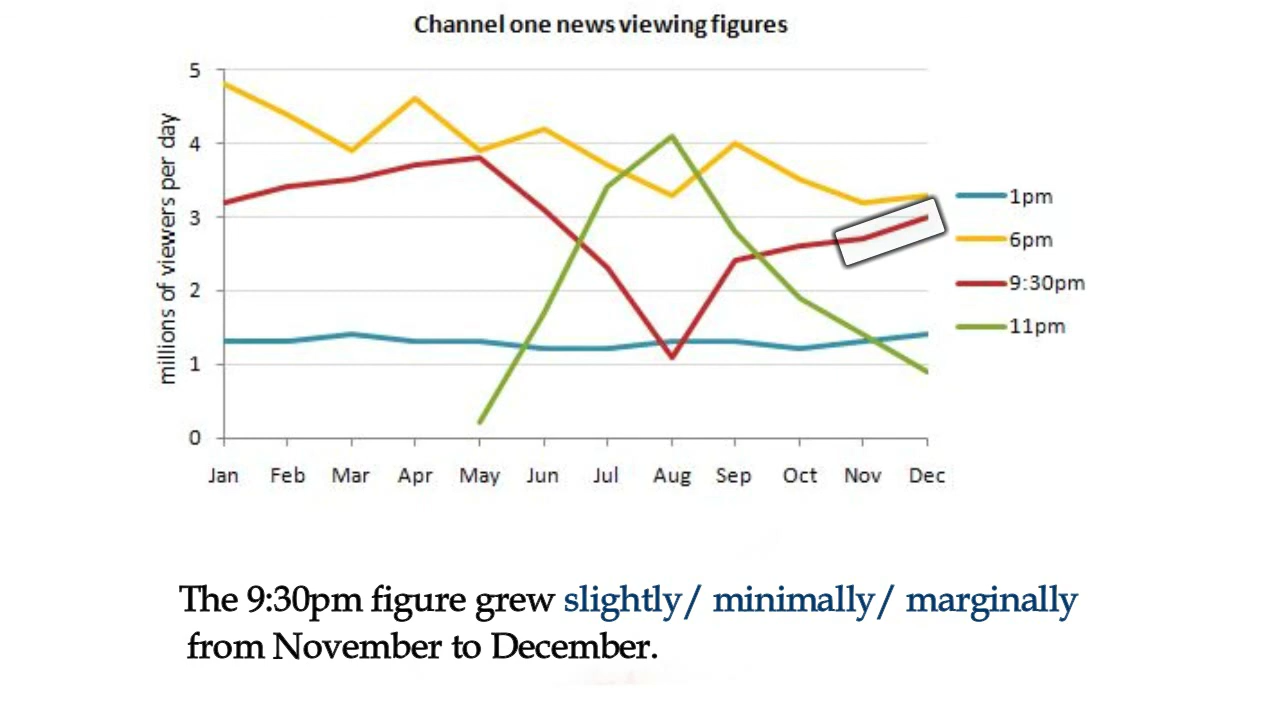 Channel one news viewing figures
millions of viewers per day
5
4
3
2
1
0
Jan Feb Mar Apr May Jun Jul Aug Sep Oct Nov Dec
1pm
6pm
9:30pm
11pm
The 9:30pm figure grew slightly/ minimally/ marginally
from November to December.